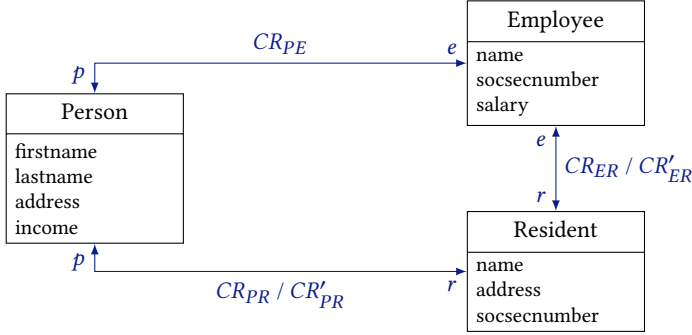 Employee
name
socsecnumber
salary
CR_PE
p
e
Person
firstname
lastname
address
income
e
CR_ER / CR′_ER
r
p
CR_PR / CR′_PR
r
Resident
name
address
socsecnumber